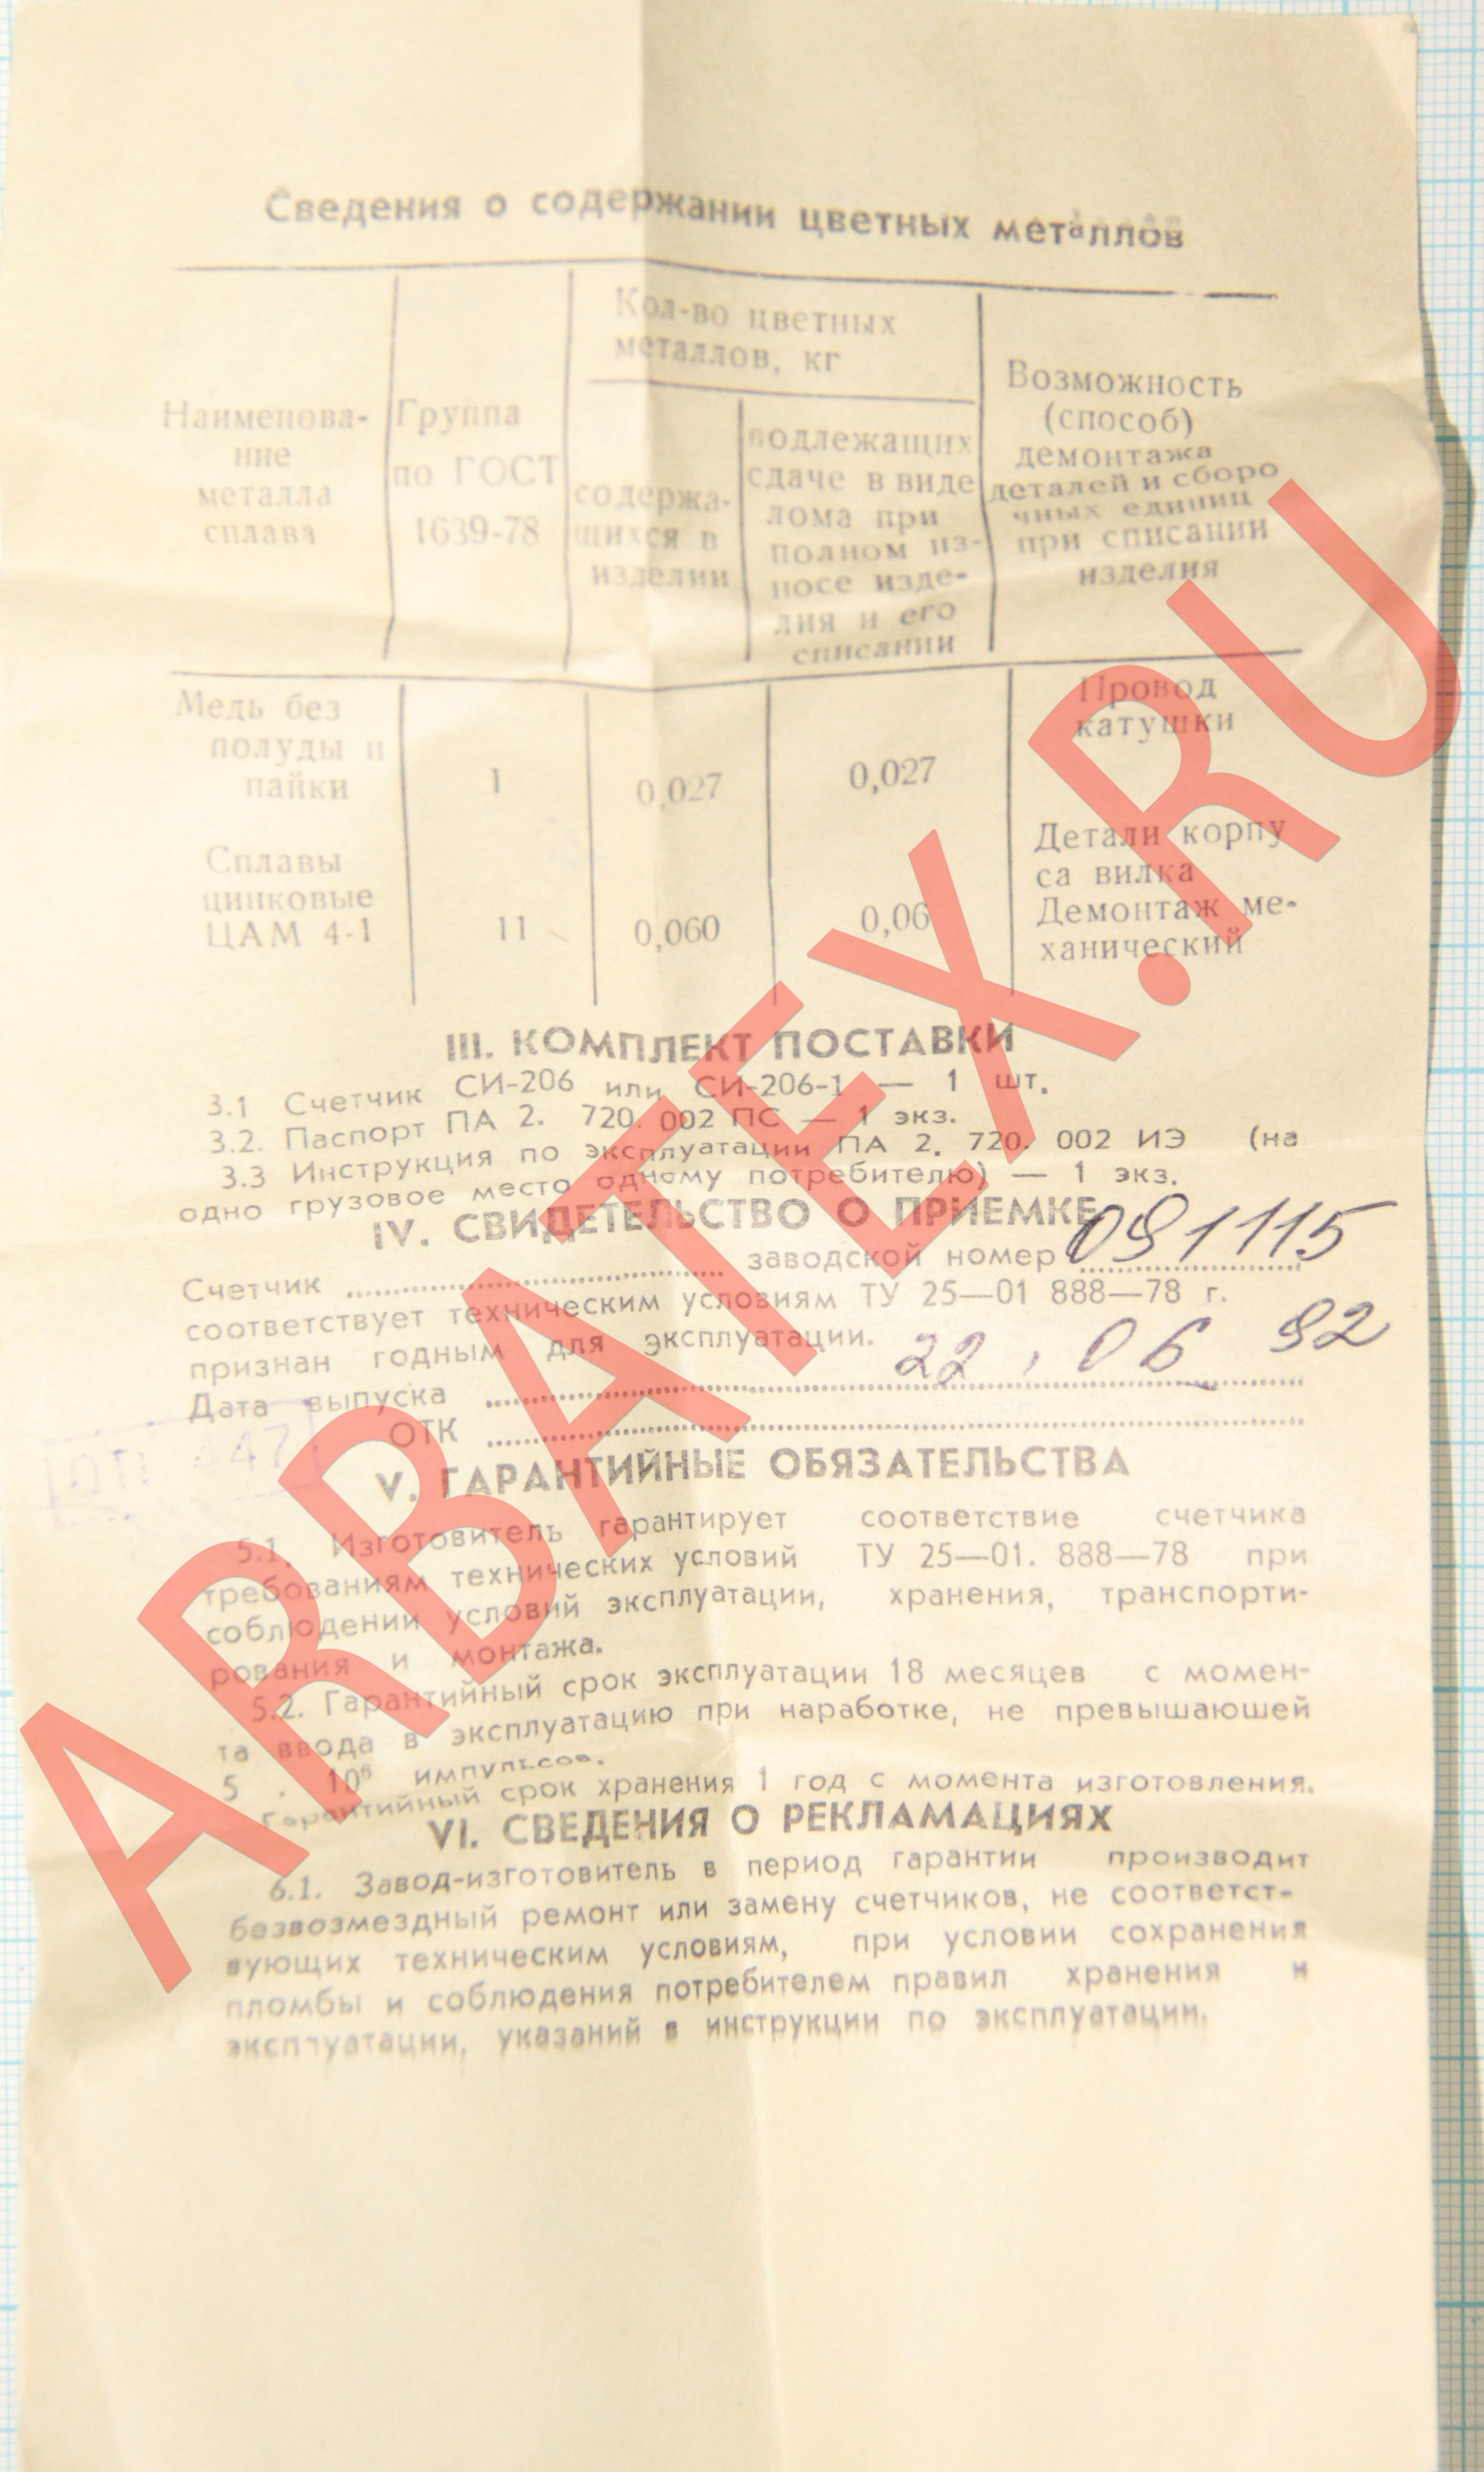 Сведения о содержании цветных металлов
Наименова-
ние
металла
сплава
Группа
по ГОСТ
1639-78
Кол-во цветных
металлов, кг
содержа-
щихся в
изделии
подлежащих
сдаче в виде
лома при
полном из-
носе изде-
лия и его
списании
Возможность
(способ)
демонтажа
деталей и сборо
чных единиц
при списании
изделия
Медь без
полуды и
пайки
1
0,027
0,027
Провод
катушки
Сплавы
цинковые
ЦАМ 4-1
11
0,060
0,06
Детали корпу
са вилка
Демонтаж ме-
ханический
III. КОМПЛЕКТ ПОСТАВКИ
3.1 Счетчик СИ-206 или СИ-206-1 — 1 шт.
3.2. Паспорт ПА 2. 720. 002 ПС — 1 экз.
3.3 Инструкция по эксплуатации ПА 2. 720. 002 ИЭ (на
одно грузовое место одному потребителю) — 1 экз.
IV. СВИДЕТЕЛЬСТВО О ПРИЕМКЕ
Счетчик ........ заводской номер 091115
соответствует техническим условиям ТУ 25—01 888—78 г.
признан годным для эксплуатации.
Дата выпуска 22, 06 92
ОТК ........
447
V. ГАРАНТИЙНЫЕ ОБЯЗАТЕЛЬСТВА
5.1. Изготовитель гарантирует соответствие счетчика
требованиям технических условий ТУ 25—01. 888—78 при
соблюдении условий эксплуатации, хранения, транспорти-
рования и монтажа.
5.2. Гарантийный срок эксплуатации 18 месяцев с момен-
та ввода в эксплуатацию при наработке, не превышаюшей
5 . 10⁶ импульсов.
Гарантийный срок хранения 1 год с момента изготовления.
VI. СВЕДЕНИЯ О РЕКЛАМАЦИЯХ
6.1. Завод-изготовитель в период гарантии производит
безвозмездный ремонт или замену счетчиков, не соответст-
вующих техническим условиям, при условии сохранения
пломбы и соблюдения потребителем правил хранения и
эксплуатации, указаний в инструкции по эксплуатации.
ARBATEX.RU